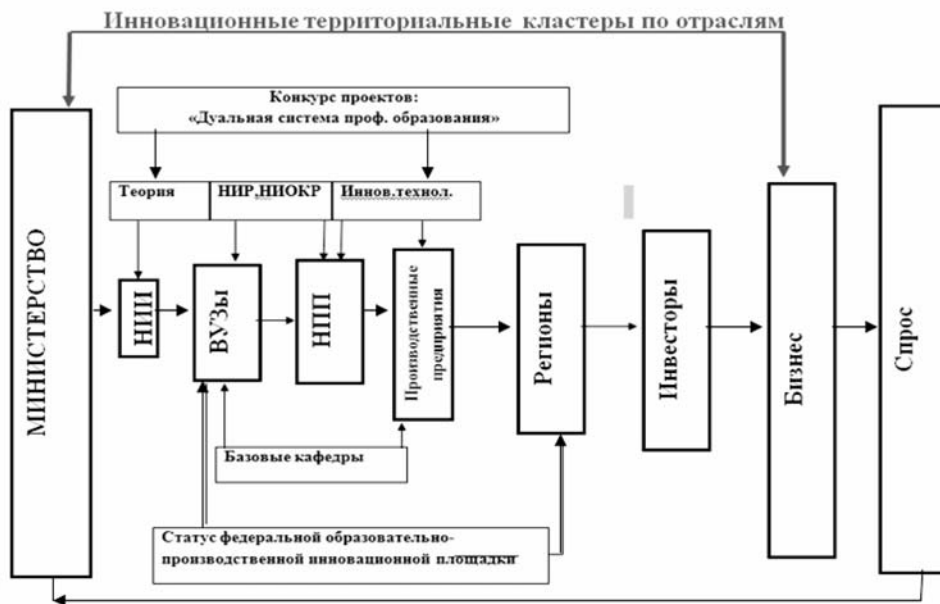 Инновационные территориальные кластеры по отраслям
Конкурс проектов:
«Дуальная система проф. образования»
Теория
НИР,НИОКР
Иннов.технол.
МИНИСТЕРСТВО
НИИ
ВУЗы
НПП
Производственные
предприятия
Регионы
Инвесторы
Бизнес
Спрос
Базовые кафедры
Статус федеральной образовательно-
производственной инновационной площадки